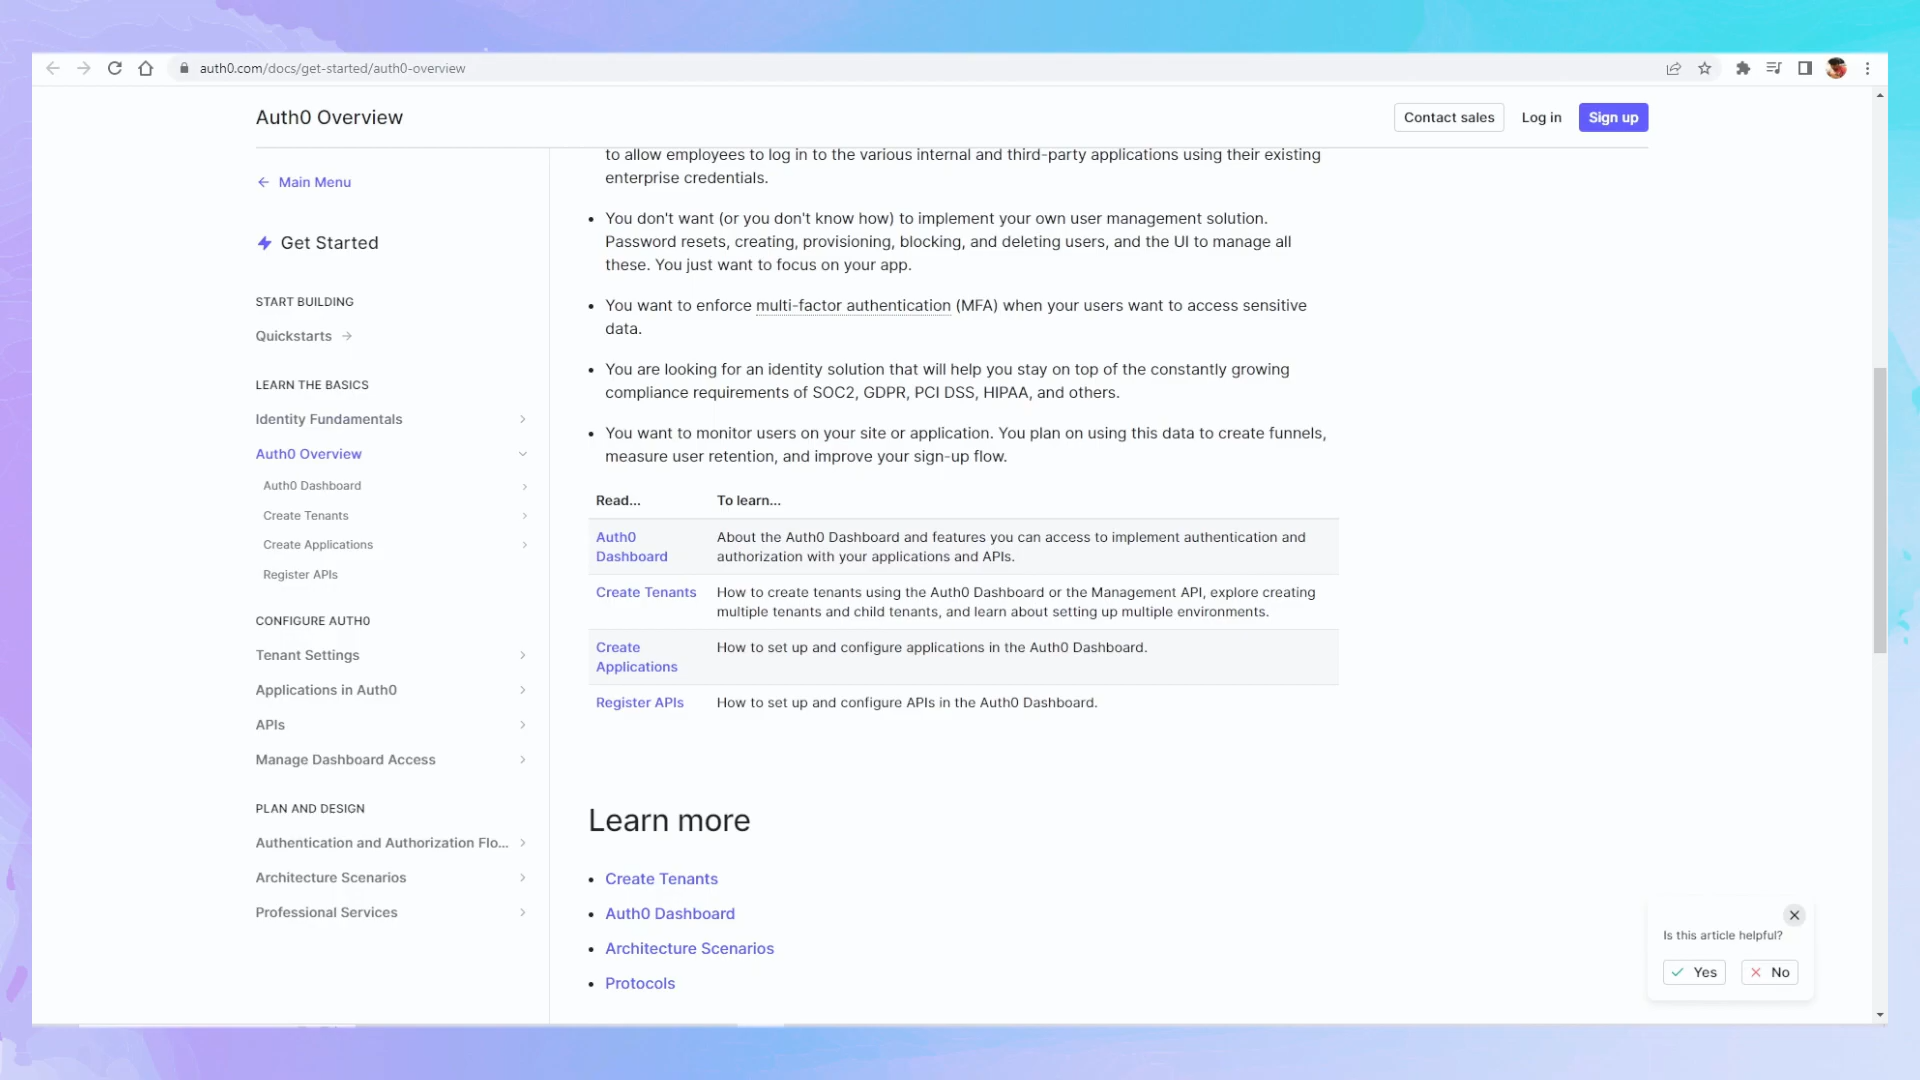 auth0.com/docs/get-started/auth0-overview
Auth0 Overview
Contact sales
Log in
Sign up
Main Menu
Get Started
START BUILDING
Quickstarts
LEARN THE BASICS
Identity Fundamentals
Auth0 Overview
Auth0 Dashboard
Create Tenants
Create Applications
Register APIs
CONFIGURE AUTH0
Tenant Settings
Applications in Auth0
APIs
Manage Dashboard Access
PLAN AND DESIGN
Authentication and Authorization Flo...
Architecture Scenarios
Professional Services
to allow employees to log in to the various internal and third-party applications using their existing
enterprise credentials.
• You don't want (or you don't know how) to implement your own user management solution.
Password resets, creating, provisioning, blocking, and deleting users, and the UI to manage all
these. You just want to focus on your app.
• You want to enforce multi-factor authentication (MFA) when your users want to access sensitive
data.
• You are looking for an identity solution that will help you stay on top of the constantly growing
compliance requirements of SOC2, GDPR, PCI DSS, HIPAA, and others.
• You want to monitor users on your site or application. You plan on using this data to create funnels,
measure user retention, and improve your sign-up flow.
Read... To learn...
Auth0 About the Auth0 Dashboard and features you can access to implement authentication and
Dashboard authorization with your applications and APIs.
Create Tenants How to create tenants using the Auth0 Dashboard or the Management API, explore creating
multiple tenants and child tenants, and learn about setting up multiple environments.
Create How to set up and configure applications in the Auth0 Dashboard.
Applications
Register APIs How to set up and configure APIs in the Auth0 Dashboard.
Learn more
• Create Tenants
• Auth0 Dashboard
• Architecture Scenarios
• Protocols
Is this article helpful?
Yes
No